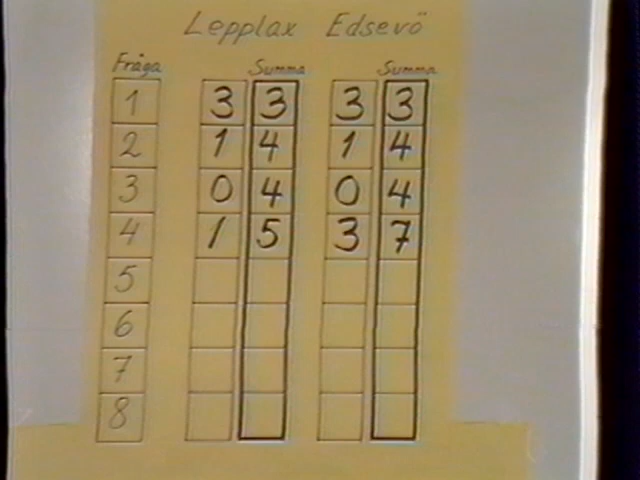 Lepplax Edsevö
Fråga Summa Summa
1 3 3 3 3
2 1 4 1 4
3 0 4 0 4
4 1 5 3 7
5
6
7
8